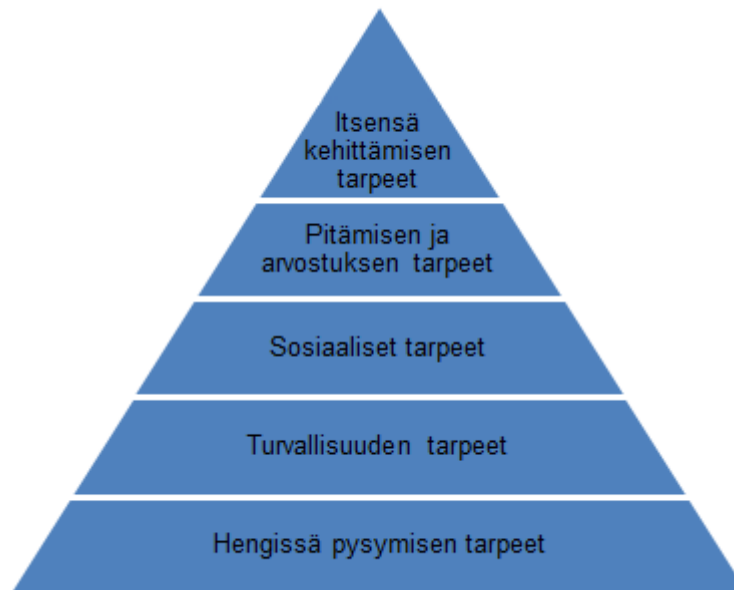 Itsensä
kehittämisen
tarpeet
Pitämisen ja
arvostuksen tarpeet
Sosiaaliset tarpeet
Turvallisuuden tarpeet
Hengissä pysymisen tarpeet